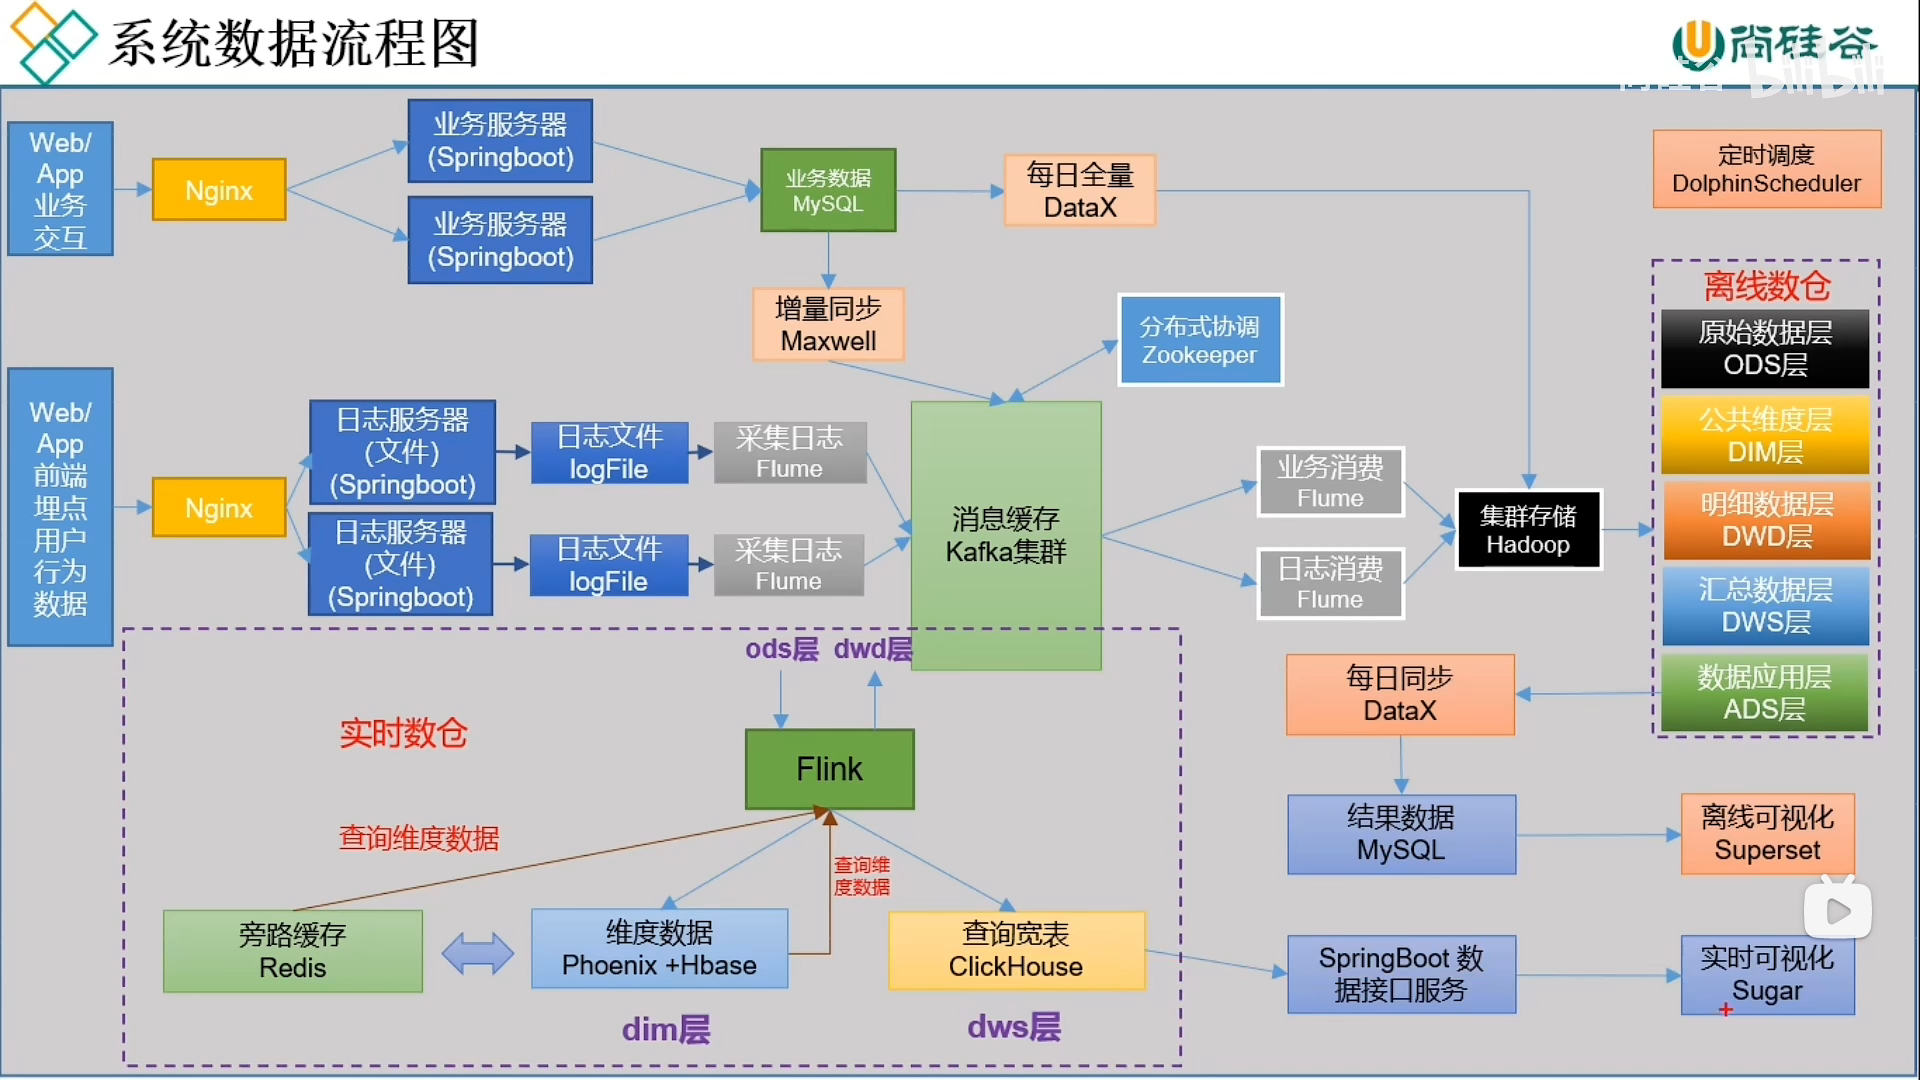 系统数据流程图
尚硅谷
bilibili
Web/
App
业务
交互
Nginx
业务服务器
(Springboot)
业务服务器
(Springboot)
业务数据
MySQL
每日全量
DataX
定时调度
DolphinScheduler
增量同步
Maxwell
分布式协调
Zookeeper
Web/
App
前端
埋点
用户
行为
数据
Nginx
日志服务器
(文件)
(Springboot)
日志服务器
(文件)
(Springboot)
日志文件
logFile
日志文件
logFile
采集日志
Flume
采集日志
Flume
消息缓存
Kafka集群
业务消费
Flume
日志消费
Flume
集群存储
Hadoop
离线数仓
原始数据层
ODS层
公共维度层
DIM层
明细数据层
DWD层
汇总数据层
DWS层
数据应用层
ADS层
每日同步
DataX
结果数据
MySQL
离线可视化
Superset
ods层 dwd层
实时数仓
Flink
查询维度数据
查询维
度数据
旁路缓存
Redis
维度数据
Phoenix +Hbase
查询宽表
ClickHouse
SpringBoot 数
据接口服务
实时可视化
Sugar
dim层
dws层